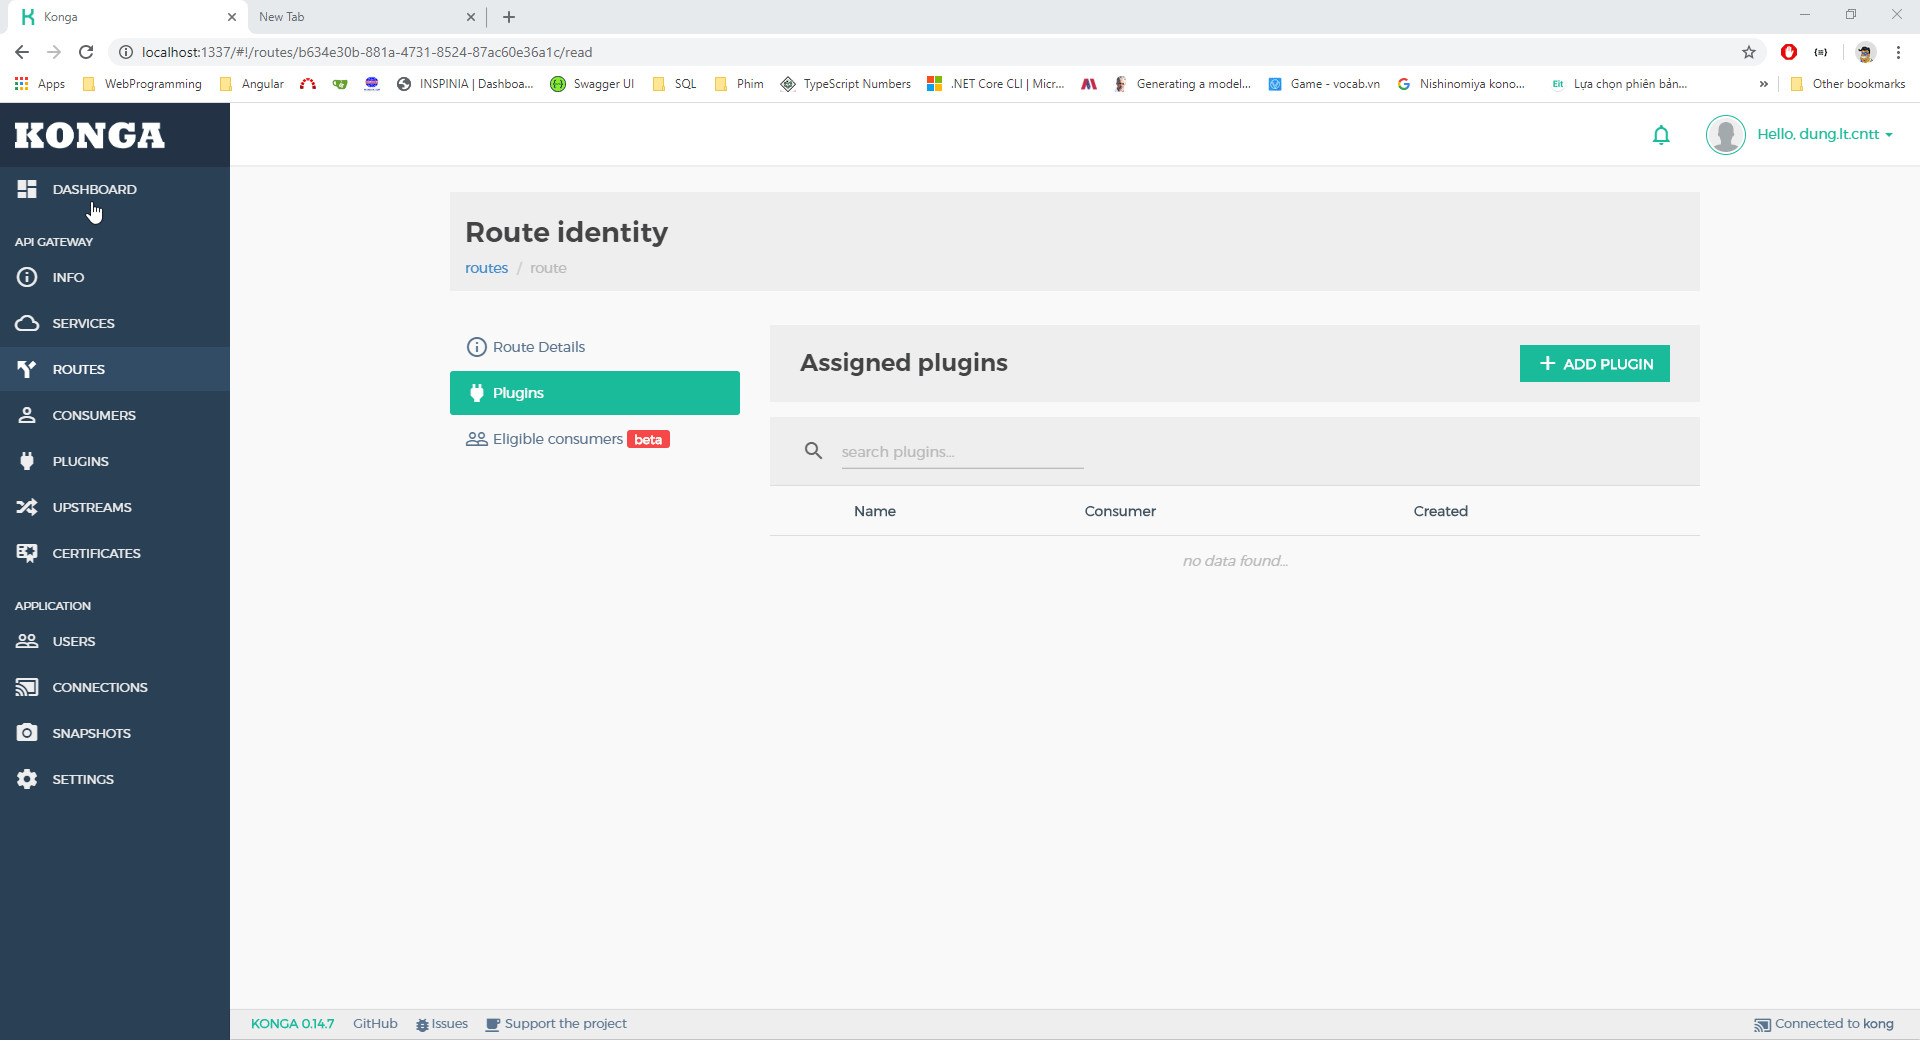 Konga
New Tab
localhost:1337/#!/routes/b634e30b-881a-4731-8524-87ac60e36a1c/read
Apps
WebProgramming
Angular
INSPINIA | Dashboa...
Swagger UI
SQL
Phim
TypeScript Numbers
.NET Core CLI | Micr...
Generating a model...
Game - vocab.vn
Nishinomiya kono...
Eit
Lựa chọn phiên bản...
»
Other bookmarks
KONGA
Hello, dung.lt.cntt
DASHBOARD
API GATEWAY
INFO
SERVICES
ROUTES
CONSUMERS
PLUGINS
UPSTREAMS
CERTIFICATES
APPLICATION
USERS
CONNECTIONS
SNAPSHOTS
SETTINGS
Route identity
routes / route
Route Details
Plugins
Eligible consumers beta
Assigned plugins
+ ADD PLUGIN
search plugins...
Name Consumer Created
no data found...
KONGA 0.14.7 GitHub Issues Support the project
Connected to kong